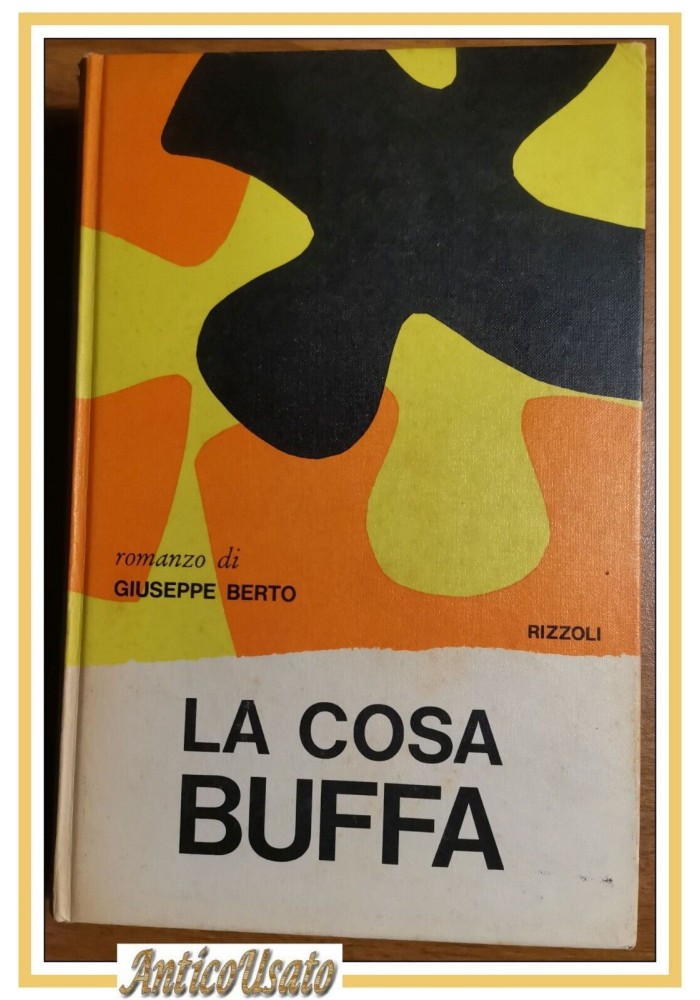 romanzo di
GIUSEPPE BERTO
RIZZOLI
LA COSA
BUFFA
AnticoUsato